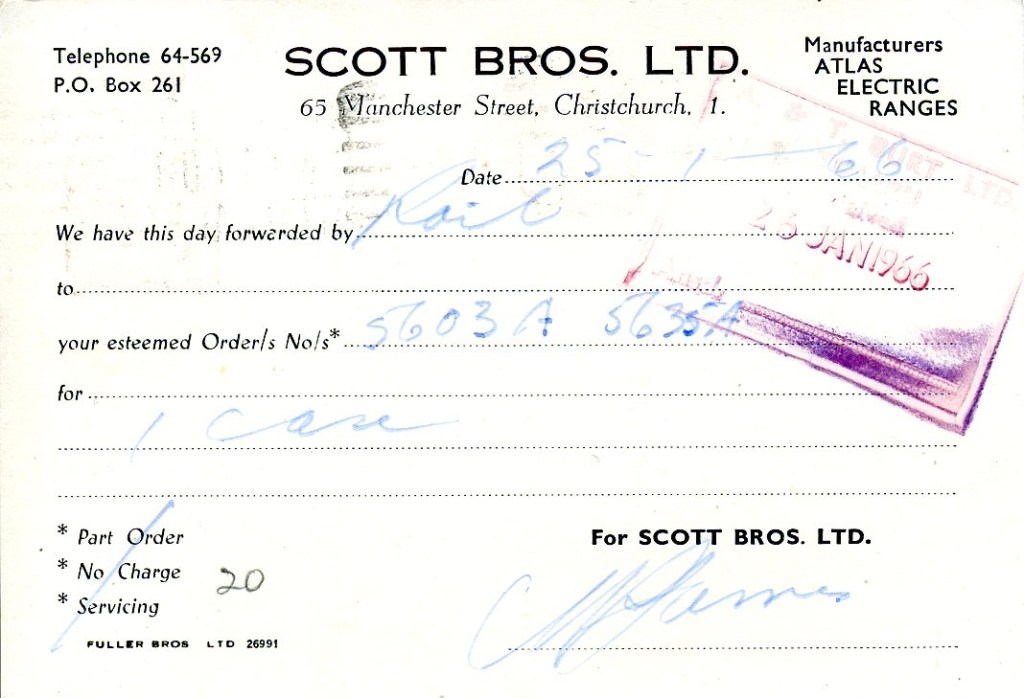 Telephone 64-569
P.O. Box 261
SCOTT BROS. LTD.
65 Manchester Street, Christchurch, 1.
Manufacturers
ATLAS
ELECTRIC
RANGES
Date 25-1-66
We have this day forwarded by Rail
to
your esteemed Order/s No/s* 5603A 5635A
for
1 case
* Part Order
* No Charge
* Servicing
20
For SCOTT BROS. LTD.
FULLER BROS LTD 26991
& T. BURT LTD.
JAN 1966